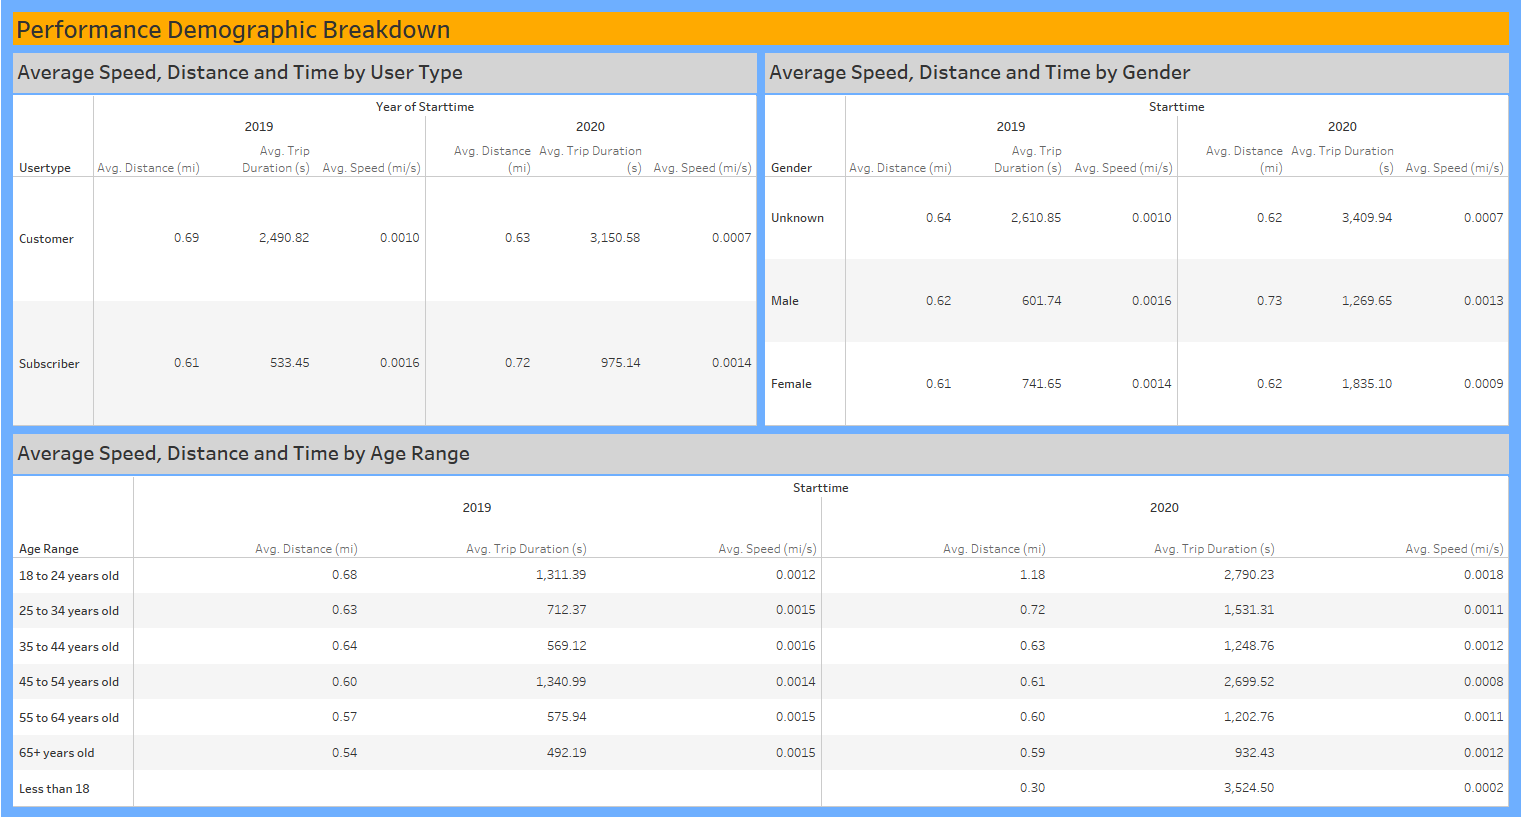 Performance Demographic Breakdown
Average Speed, Distance and Time by User Type
Year of Starttime
2019 2020
Avg. Trip Avg. Distance Avg. Trip Duration
Usertype Avg. Distance (mi) Duration (s) Avg. Speed (mi/s) (mi) (s) Avg. Speed (mi/s)
Customer 0.69 2,490.82 0.0010 0.63 3,150.58 0.0007
Subscriber 0.61 533.45 0.0016 0.72 975.14 0.0014
Average Speed, Distance and Time by Gender
Starttime
2019 2020
Avg. Trip Avg. Distance Avg. Trip Duration
Gender Avg. Distance (mi) Duration (s) Avg. Speed (mi/s) (mi) (s) Avg. Speed (mi/s)
Unknown 0.64 2,610.85 0.0010 0.62 3,409.94 0.0007
Male 0.62 601.74 0.0016 0.73 1,269.65 0.0013
Female 0.61 741.65 0.0014 0.62 1,835.10 0.0009
Average Speed, Distance and Time by Age Range
Starttime
2019 2020
Age Range Avg. Distance (mi) Avg. Trip Duration (s) Avg. Speed (mi/s) Avg. Distance (mi) Avg. Trip Duration (s) Avg. Speed (mi/s)
18 to 24 years old 0.68 1,311.39 0.0012 1.18 2,790.23 0.0018
25 to 34 years old 0.63 712.37 0.0015 0.72 1,531.31 0.0011
35 to 44 years old 0.64 569.12 0.0016 0.63 1,248.76 0.0012
45 to 54 years old 0.60 1,340.99 0.0014 0.61 2,699.52 0.0008
55 to 64 years old 0.57 575.94 0.0015 0.60 1,202.76 0.0011
65+ years old 0.54 492.19 0.0015 0.59 932.43 0.0012
Less than 18 0.30 3,524.50 0.0002